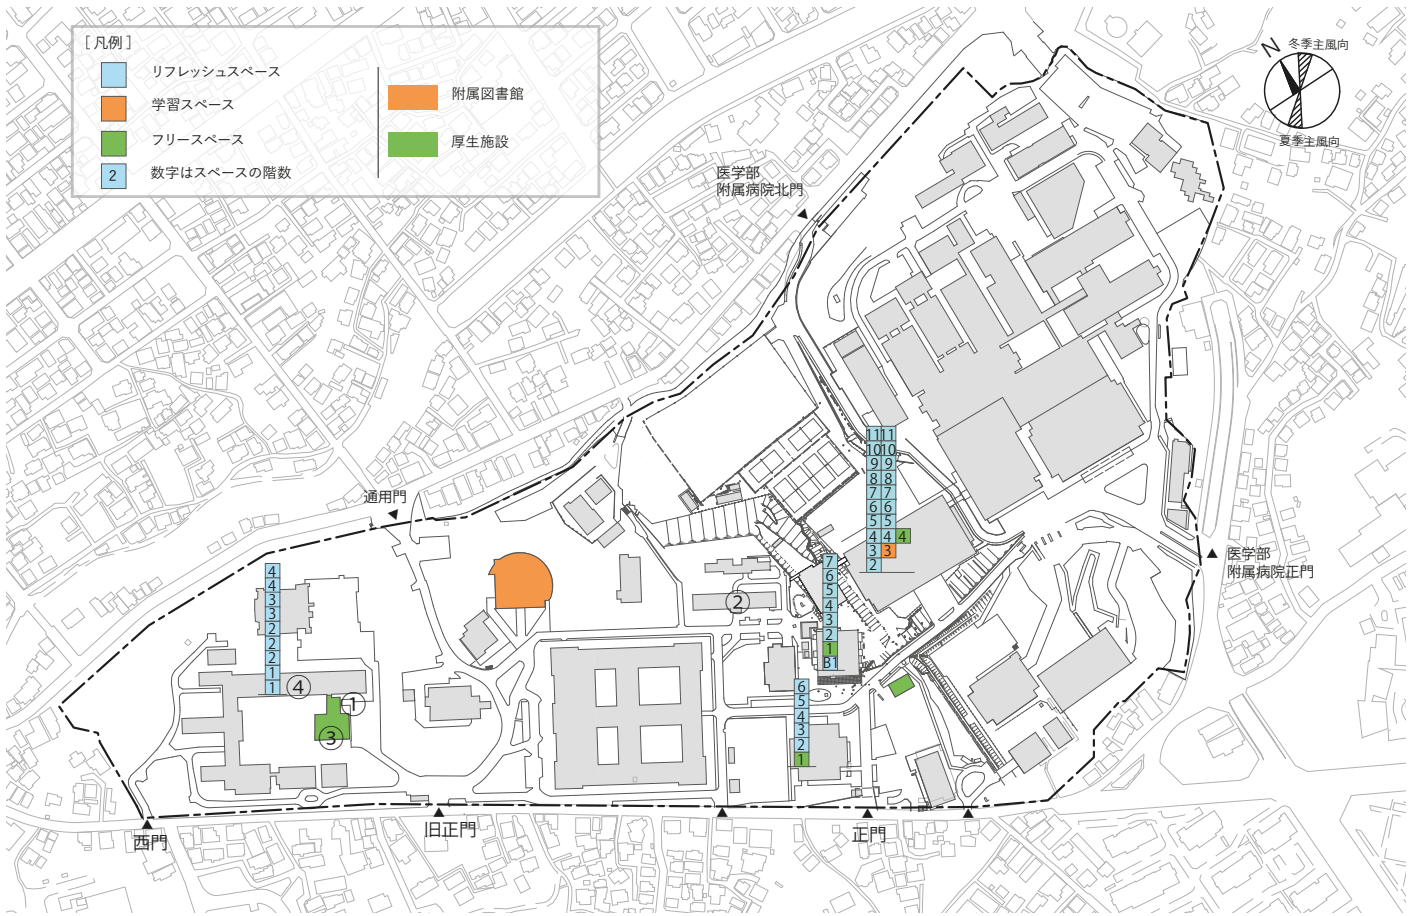 [ 凡例 ]
リフレッシュスペース
学習スペース
フリースペース
2 数字はスペースの階数
附属図書館
厚生施設
N 冬季主風向
夏季主風向
医学部
附属病院北門
通用門
11 11
10 10
9 9
8 8
7 7
6 6
5 5
4 4 4
3 3
2
医学部
附属病院正門
7
6
5
4
3
2
1
B1
②
4
4
3
3
2
2
2
1
1
④
①
③
6
5
4
3
2
1
西門
旧正門
正門